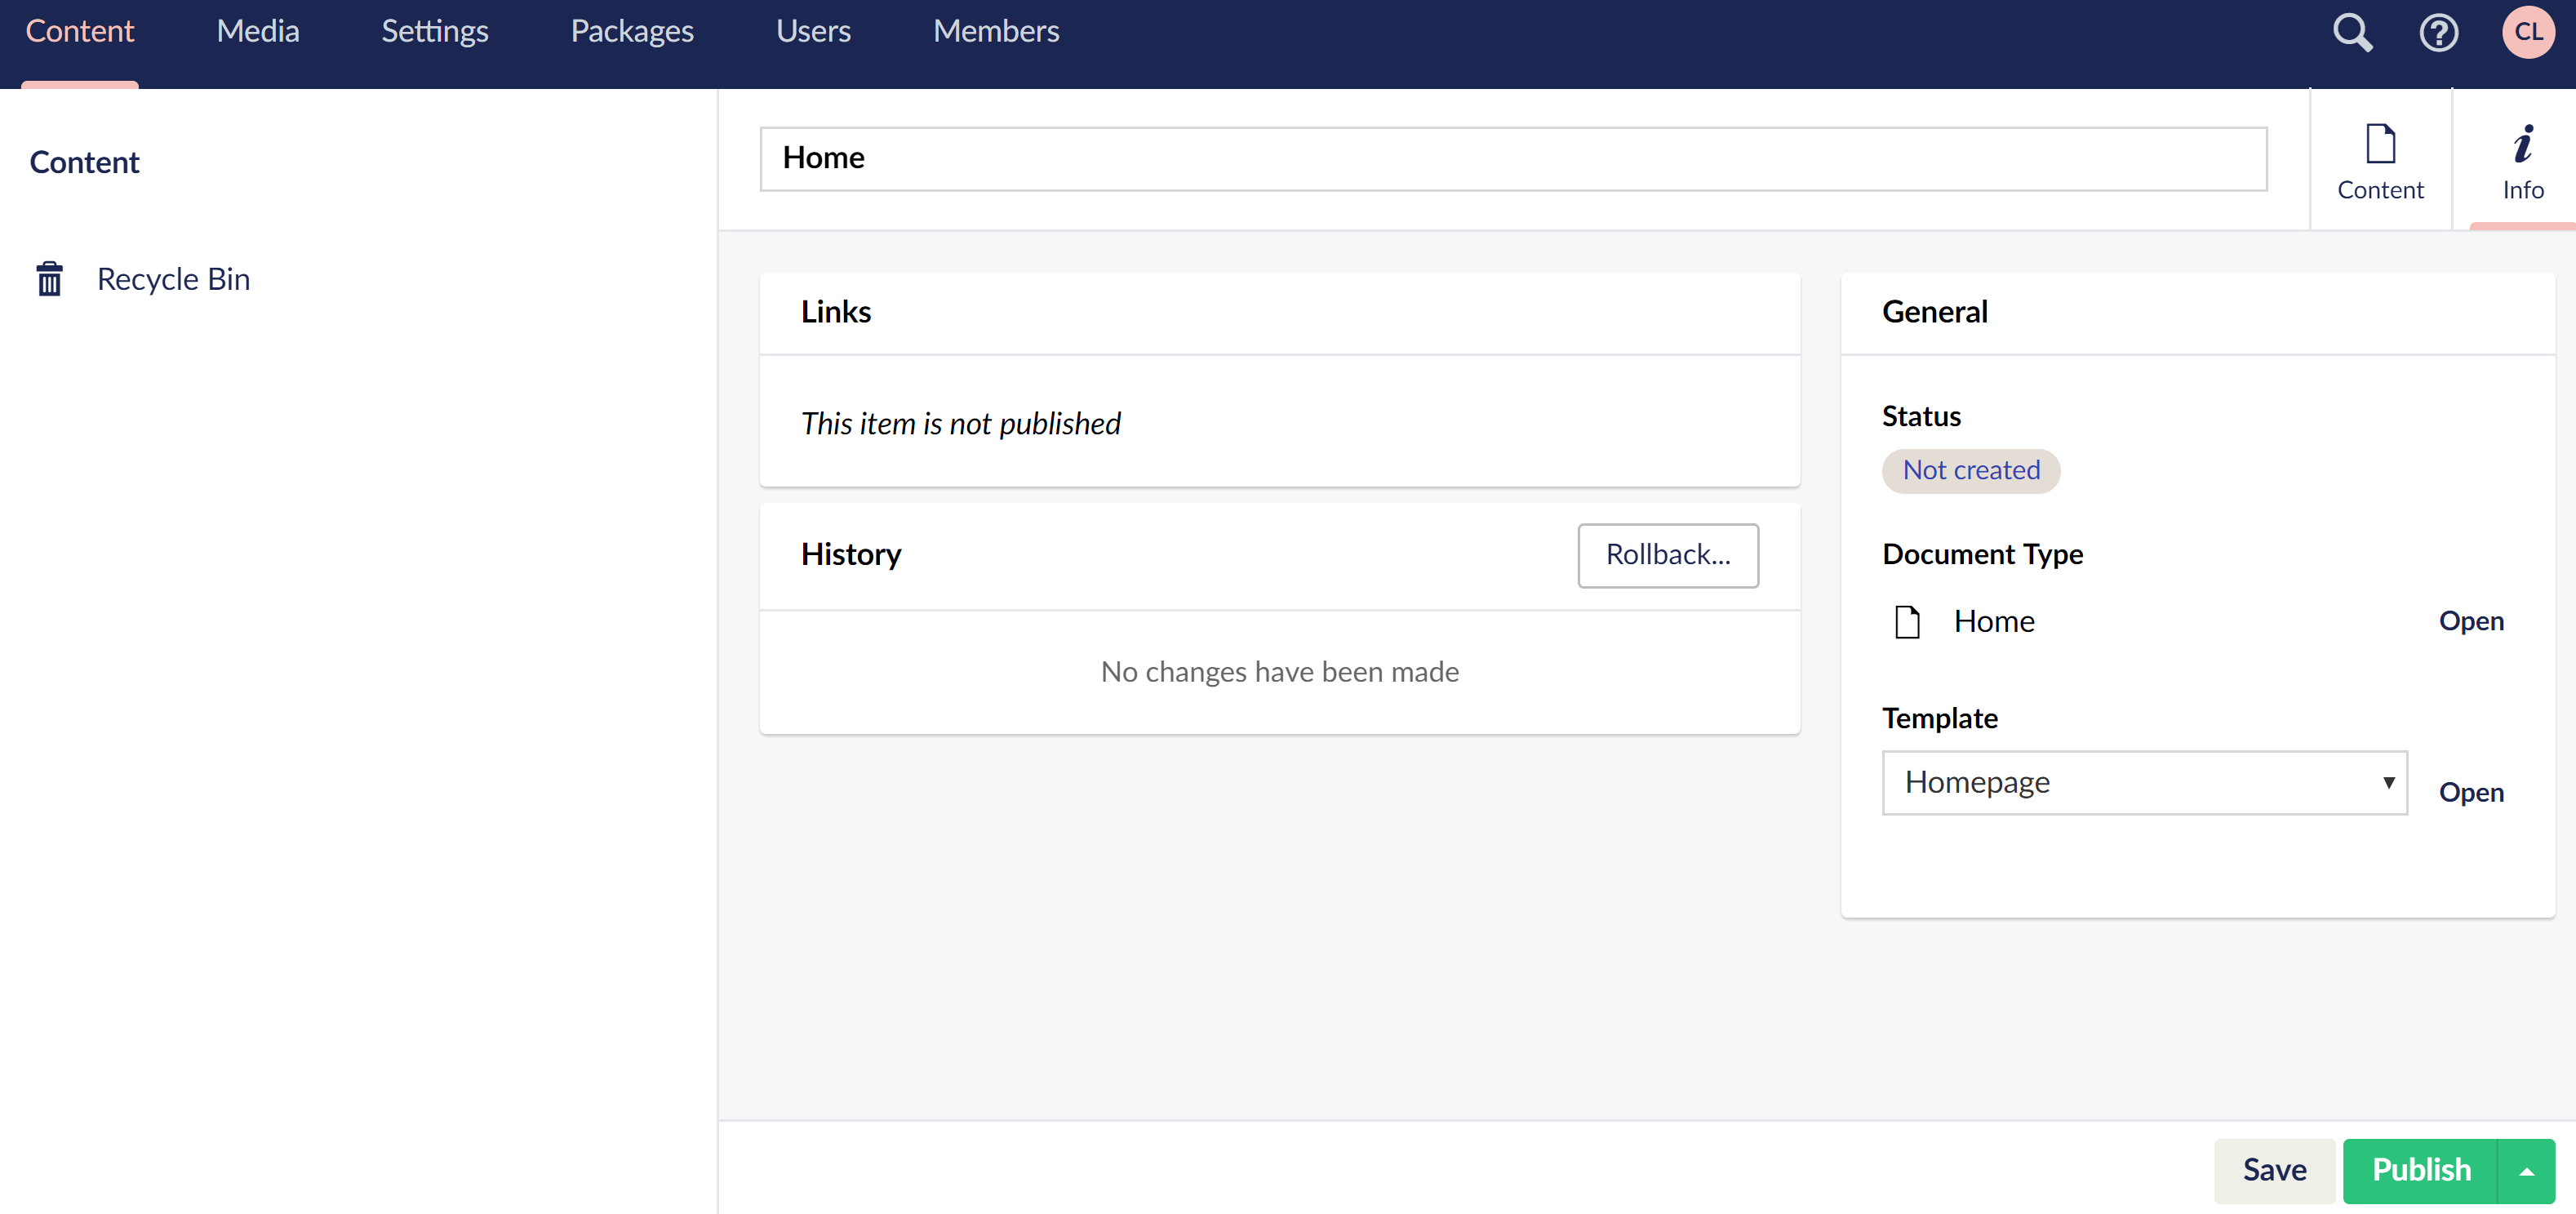 Content Media Settings Packages Users Members CL
Content
Recycle Bin
Home
Content
Info
Links
This item is not published
History
Rollback...
No changes have been made
General
Status
Not created
Document Type
Home Open
Template
Homepage Open
Save Publish